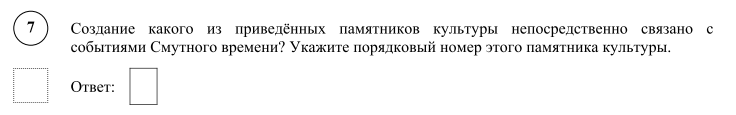 7
Создание какого из приведённых памятников культуры непосредственно связано с
событиями Смутного времени? Укажите порядковый номер этого памятника культуры.
Ответ: